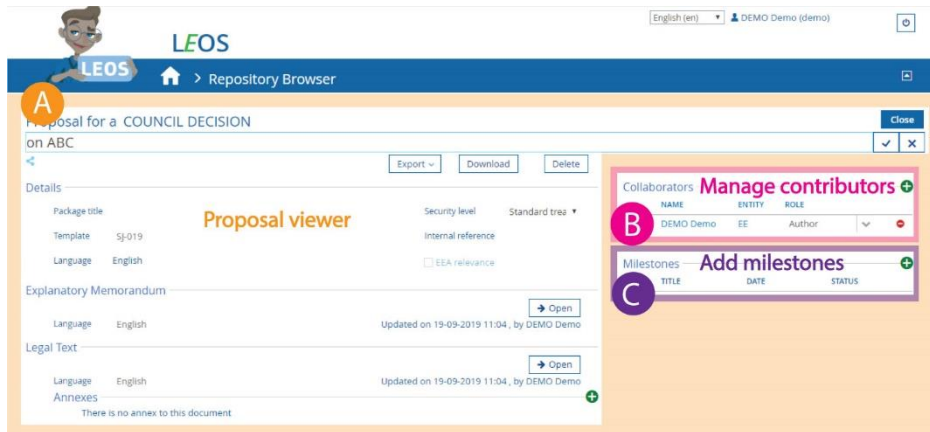 English (en) DEMO Demo (demo)
LEOS
LEOS
> Repository Browser
A
Proposal for a COUNCIL DECISION
Close
on ABC
Export Download Delete
Details
Package title
Security level Standard trea
Proposal viewer
Template SJ-019
Internal reference
Language English
EEA relevance
Explanatory Memorandum
Open
Language English
Updated on 19-09-2019 11:04 , by DEMO Demo
Legal Text
Open
Language English
Updated on 19-09-2019 11:04 , by DEMO Demo
Annexes
There is no annex to this document
Collaborators Manage contributors
NAME ENTITY ROLE
B
DEMO Demo EE Author
Milestones Add milestones
TITLE DATE STATUS
C